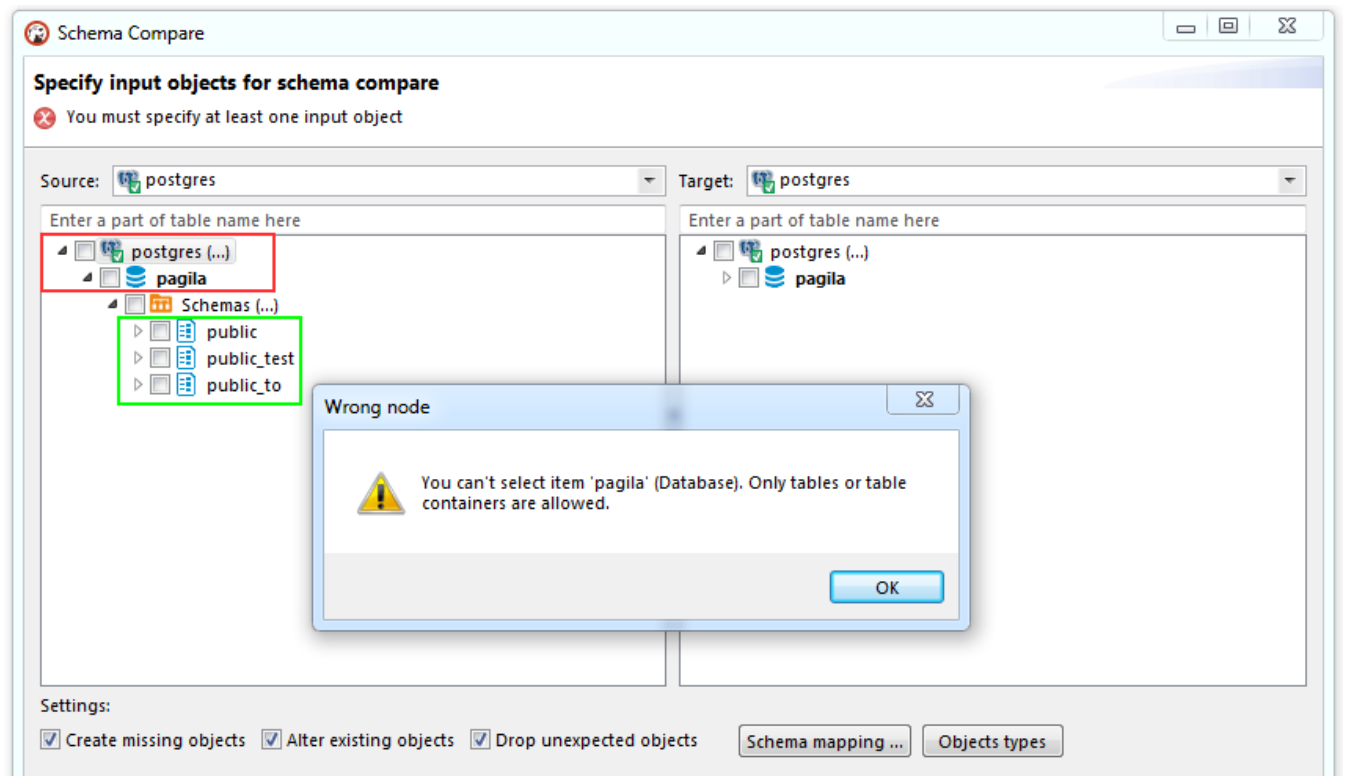 Schema Compare
Specify input objects for schema compare
You must specify at least one input object
Source: postgres
Target: postgres
Enter a part of table name here
Enter a part of table name here
postgres (...)
pagila
Schemas (...)
public
public_test
public_to
postgres (...)
pagila
Wrong node
You can't select item 'pagila' (Database). Only tables or table
containers are allowed.
OK
Settings:
Create missing objects Alter existing objects Drop unexpected objects Schema mapping ... Objects types